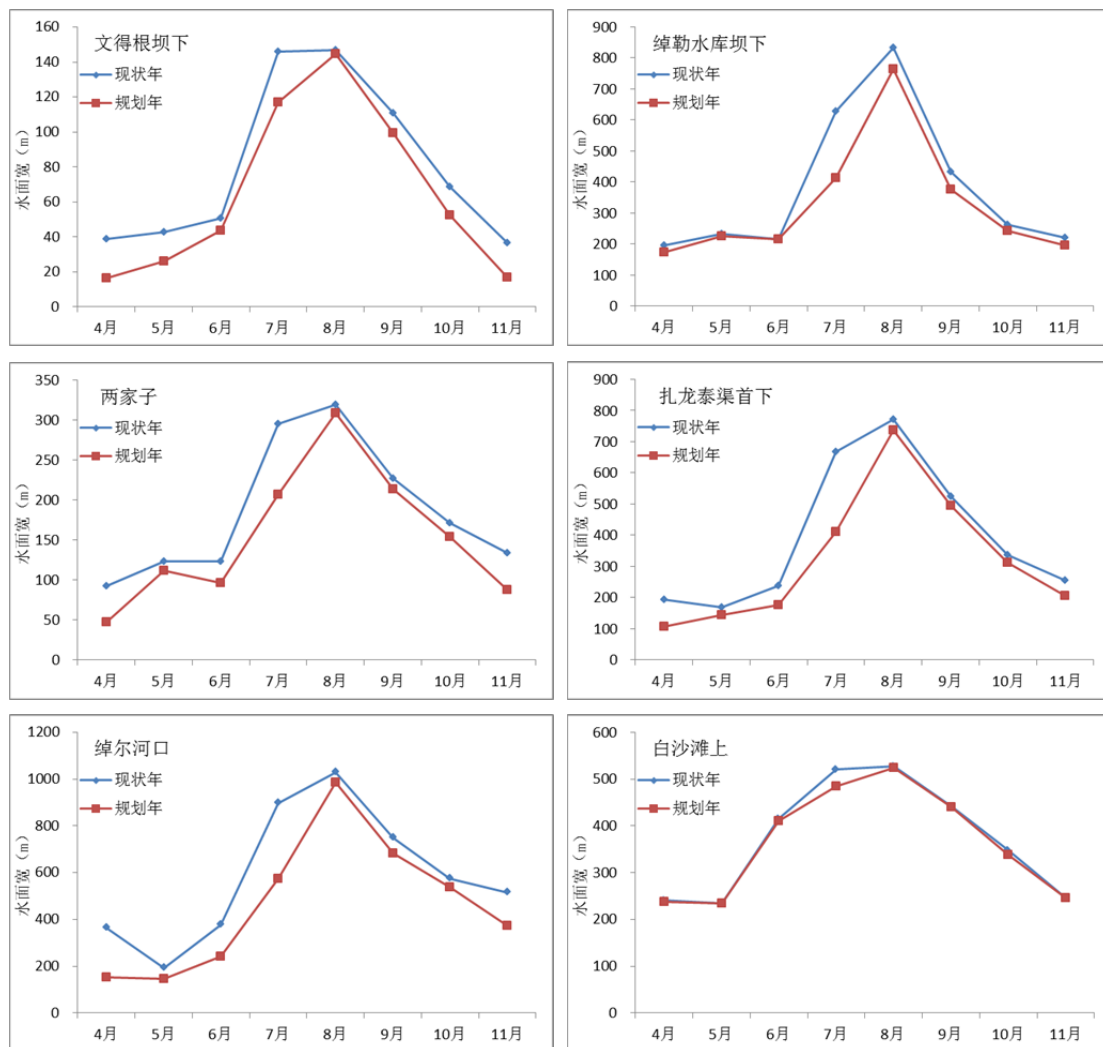 文得根坝下
现状年
规划年
水面宽（m）
160
140
120
100
80
60
40
20
0
4月 5月 6月 7月 8月 9月 10月 11月
绰勒水库坝下
现状年
规划年
水面宽（m）
900
800
700
600
500
400
300
200
100
0
4月 5月 6月 7月 8月 9月 10月 11月
两家子
现状年
规划年
水面宽（m）
350
300
250
200
150
100
50
0
4月 5月 6月 7月 8月 9月 10月 11月
扎龙泰渠首下
现状年
规划年
水面宽（m）
900
800
700
600
500
400
300
200
100
0
4月 5月 6月 7月 8月 9月 10月 11月
绰尔河口
现状年
规划年
水面宽（m）
1200
1000
800
600
400
200
0
4月 5月 6月 7月 8月 9月 10月 11月
白沙滩上
现状年
规划年
水面宽（m）
600
500
400
300
200
100
0
4月 5月 6月 7月 8月 9月 10月 11月